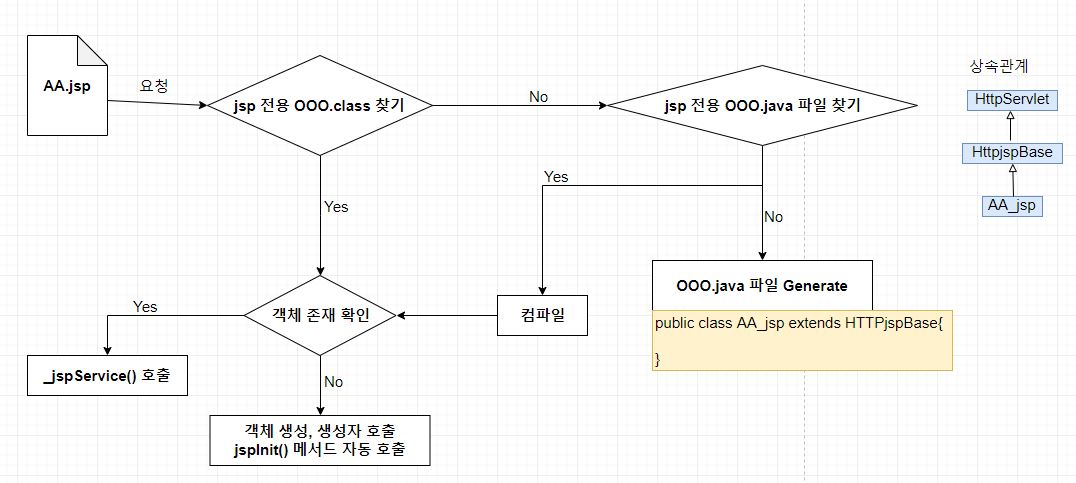 AA.jsp
요청
jsp 전용 OOO.class 찾기
No
jsp 전용 OOO.java 파일 찾기
상속관계
HttpServlet
HttpjspBase
AA_jsp
Yes
Yes
No
OOO.java 파일 Generate
public class AA_jsp extends HTTPjspBase{
}
컴파일
객체 존재 확인
Yes
_jspService() 호출
No
객체 생성, 생성자 호출
jspInit() 메서드 자동 호출